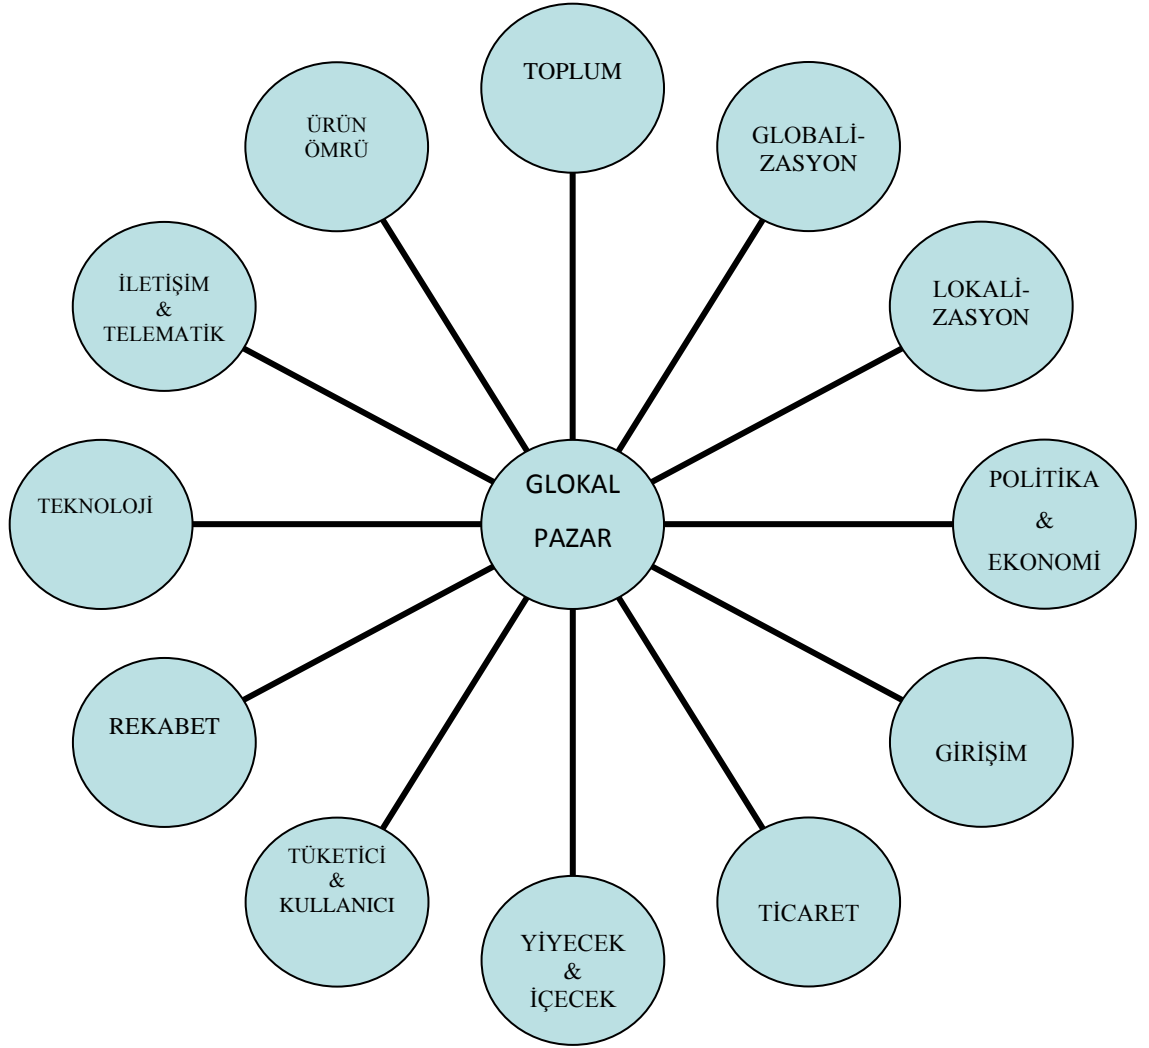 TOPLUM
GLOBALİ-
ZASYON
LOKALİ-
ZASYON
POLİTİKA
&
EKONOMİ
GİRİŞİM
TİCARET
YİYECEK
&
İÇECEK
TÜKETİCİ
&
KULLANICI
REKABET
TEKNOLOJİ
İLETİŞİM
&
TELEMATİK
ÜRÜN
ÖMRÜ
GLOKAL
PAZAR